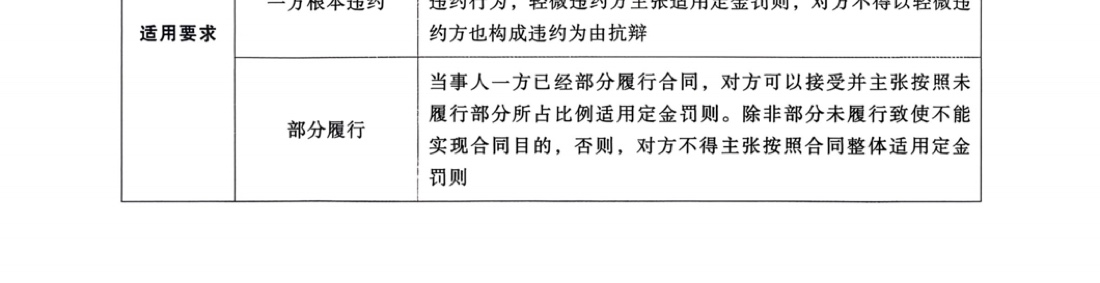 一方根本违约
违约行为，轻微违约方主张适用定金罚则，对方不得以轻微违
适用要求
约方也构成违约为由抗辩
当事人一方已经部分履行合同，对方可以接受并主张按照未
履行部分所占比例适用定金罚则。除非部分未履行致使不能
部分履行
实现合同目的，否则，对方不得主张按照合同整体适用定金
罚则